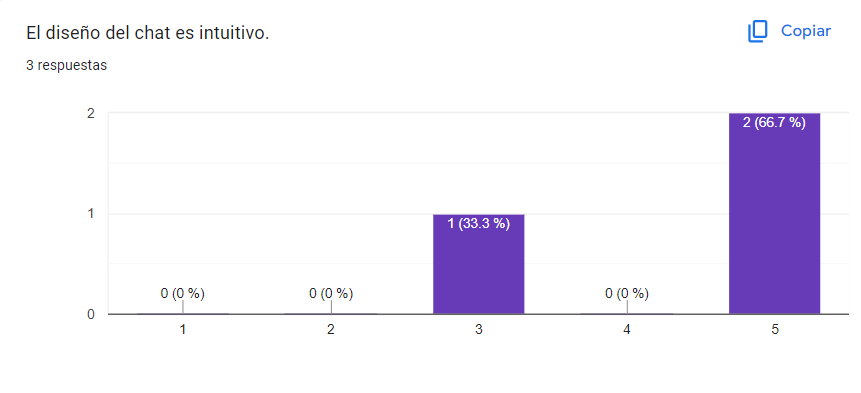 El diseño del chat es intuitivo.
Copiar
3 respuestas
2
2 (66.7 %)
1
1 (33.3 %)
0 (0 %)
0 (0 %)
0 (0 %)
0
1
2
3
4
5